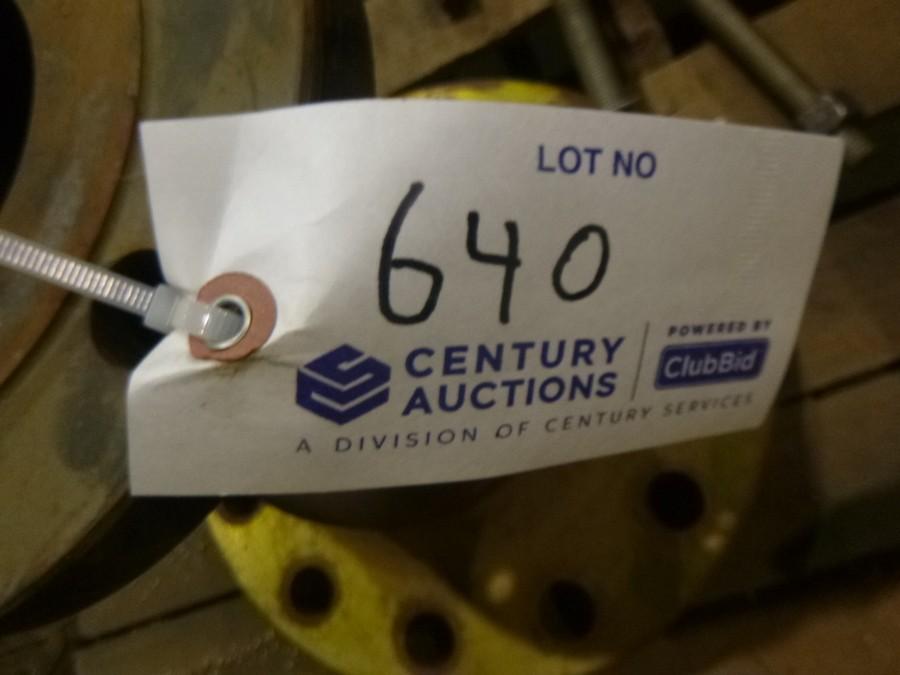 LOT NO
640
CENTURY
AUCTIONS
POWERED BY
ClubBid
A DIVISION OF CENTURY SERVICES